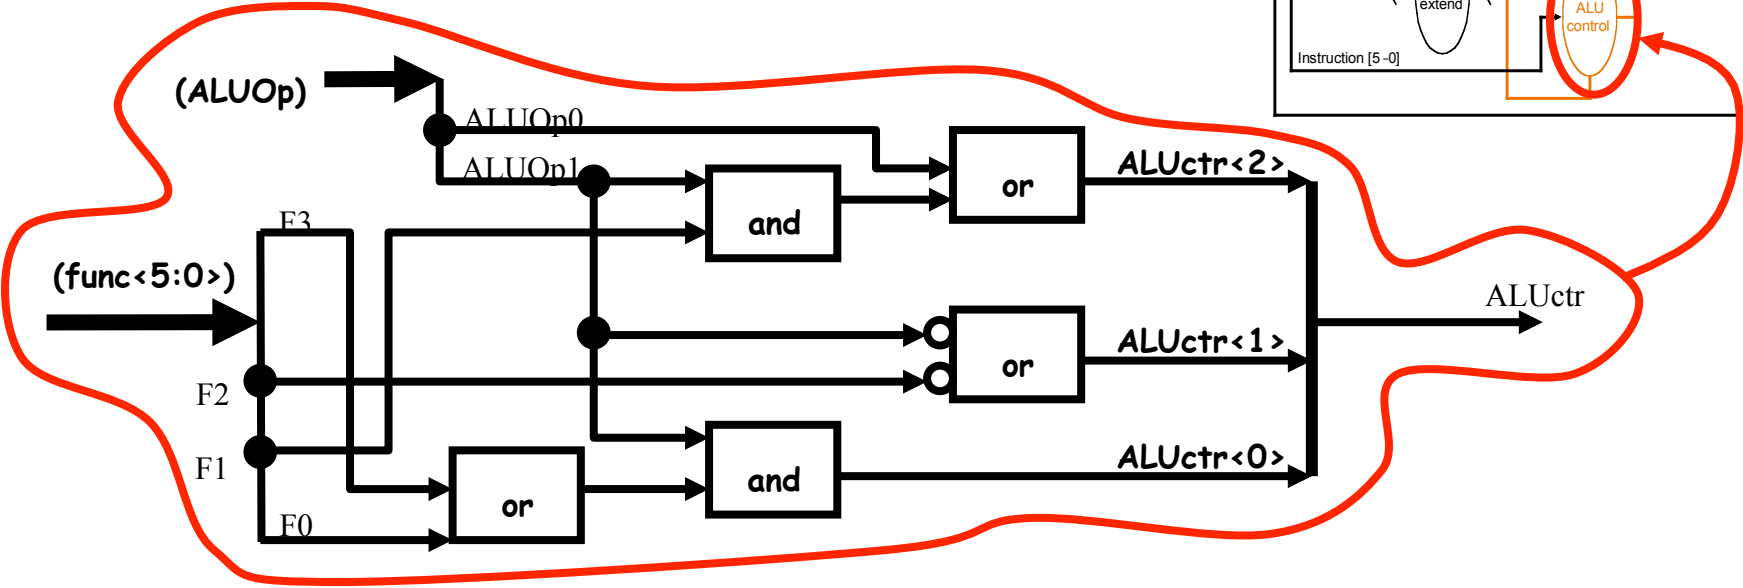 extend
ALU
control
Instruction [5-0]
(ALUOp)
ALUOp0
ALUOp1
or
ALUctr<2>
and
F3
(func<5:0>)
ALUctr
or
ALUctr<1>
F2
F1
and
ALUctr<0>
or
F0